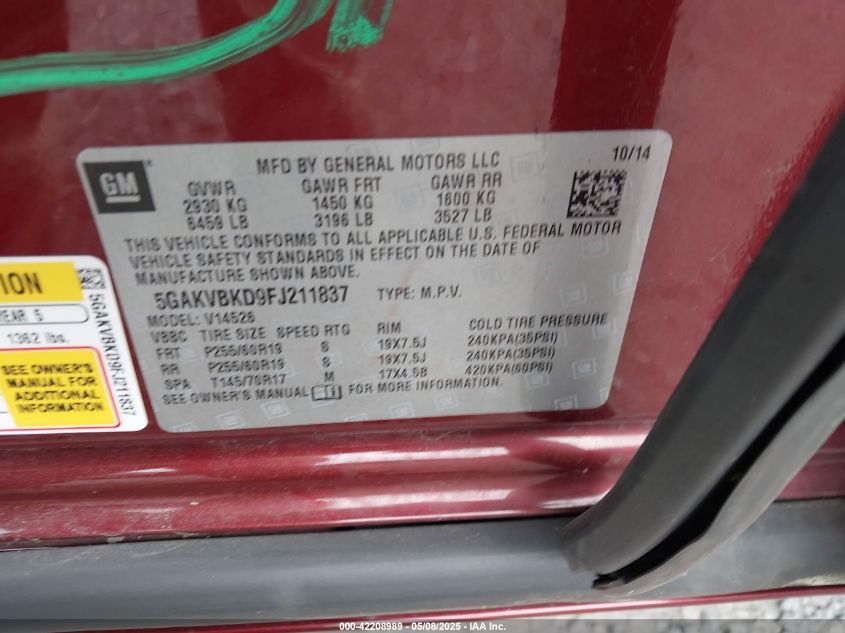 GM
MFD BY GENERAL MOTORS LLC 10/14
GVWR GAWR FRT GAWR RR
2930 KG 1450 KG 1600 KG
6459 LB 3196 LB 3527 LB
THIS VEHICLE CONFORMS TO ALL APPLICABLE U.S. FEDERAL MOTOR
VEHICLE SAFETY STANDARDS IN EFFECT ON THE DATE OF
MANUFACTURE SHOWN ABOVE.
5GAKVBKD9FJ211837 TYPE: M.P.V.
MODEL: V14526
VBBC TIRE SIZE SPEED RTG RIM COLD TIRE PRESSURE
FRT P255/60R19 S 19X7.5J 240KPA(35PSI)
RR P255/60R19 S 19X7.5J 240KPA(35PSI)
SPA T145/70R17 M 17X4.5B 420KPA(60PSI)
SEE OWNER'S MANUAL FOR MORE INFORMATION.
TION
YEAR 5
1362 lbs.
SEE OWNER'S
MANUAL FOR
ADDITIONAL
INFORMATION
5GAKVBKD9FJ211837
000-42208989 - 05/08/2025 - IAA Inc.